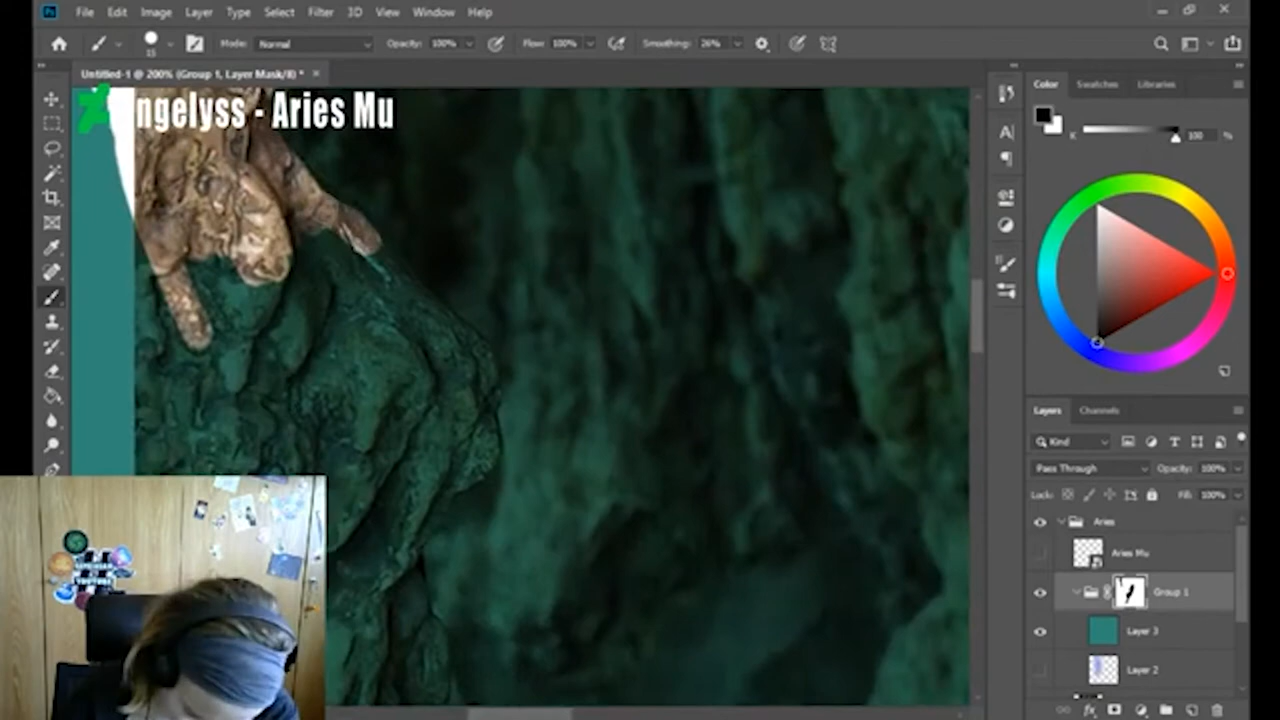 File Edit Image Layer Type Select Filter 3D View Window Help
Mode: Normal Opacity: 100% Flow: 100% Smoothing: 26%
Untitled-1 @ 200% (Group 1, Layer Mask/8) *
ngelyss - Aries Mu
Color Swatches Libraries
K 100 %
Layers Channels
Kind
Pass Through Opacity: 100%
Lock: Fill: 100%
Aries
Aries Mu
Group 1
Layer 3
Layer 2